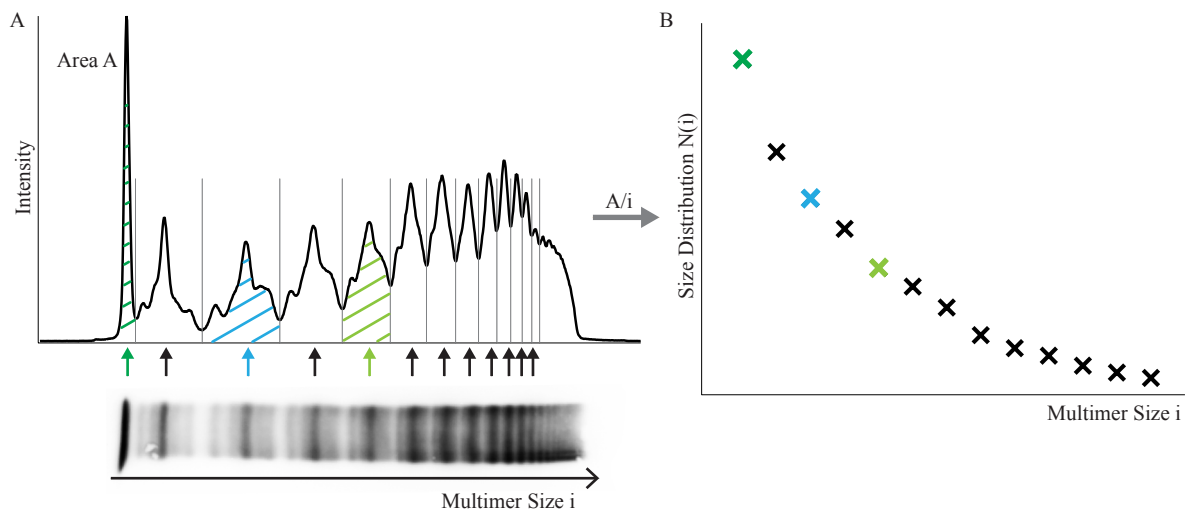 A
Area A
Intensity
Multimer Size i
A/i
B
Size Distribution N(i)
Multimer Size i